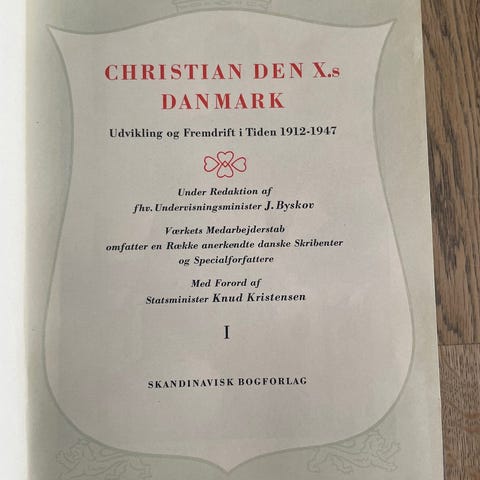 CHRISTIAN DEN X.s
DANMARK
Udvikling og Fremdrift i Tiden 1912-1947
Under Redaktion af
fhv. Undervisningsminister J. Byskov
Værkets Medarbejderstab
omfatter en Række anerkendte danske Skribenter
og Specialforfattere
Med Forord af
Statsminister Knud Kristensen
I
SKANDINAVISK BOGFORLAG